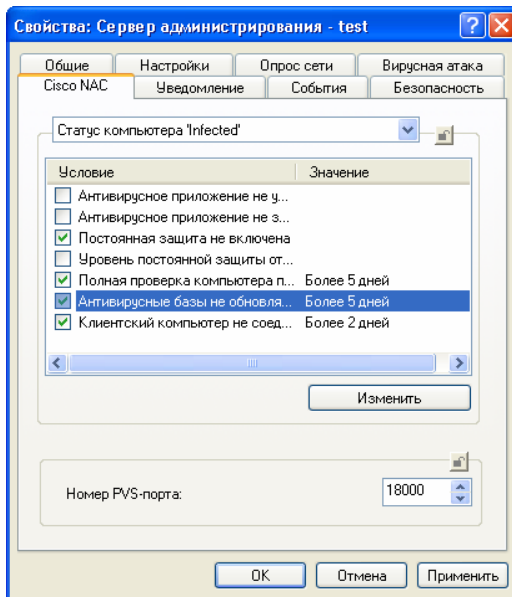 Свойства: Сервер администрирования - test
Общие Настройки Опрос сети Вирусная атака
Cisco NAC Уведомление События Безопасность
Статус компьютера 'Infected'
Условие Значение
Антивирусное приложение не у...
Антивирусное приложение не з...
Постоянная защита не включена
Уровень постоянной защиты от...
Полная проверка компьютера п... Более 5 дней
Антивирусные базы не обновля... Более 5 дней
Клиентский компьютер не соед... Более 2 дней
Изменить
Номер PVS-порта: 18000
OK Отмена Применить